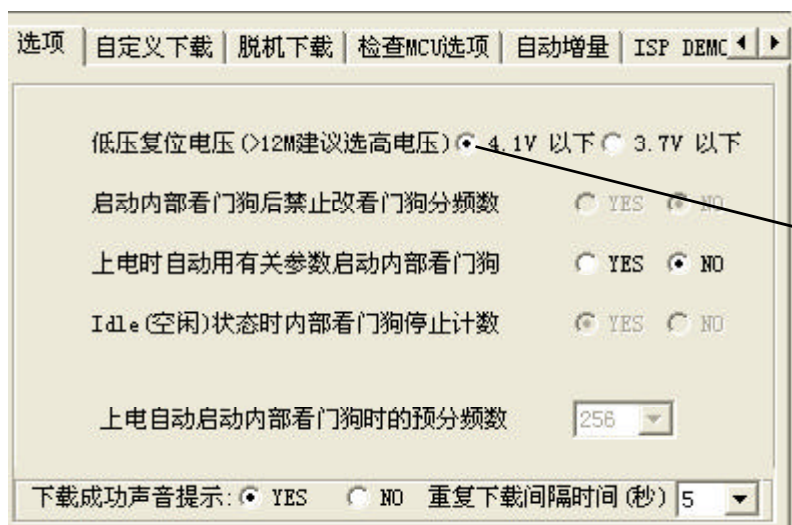 选项 自定义下载 脱机下载 检查MCU选项 自动增量 ISP DEMO
低压复位电压(>12M建议选高电压) 4.1V 以下 3.7V 以下
启动内部看门狗后禁止改看门狗分频数 YES NO
上电时自动用有关参数启动内部看门狗 YES NO
Idle(空闲)状态时内部看门狗停止计数 YES NO
上电自动启动内部看门狗时的预分频数 256
下载成功声音提示: YES NO 重复下载间隔时间(秒) 5